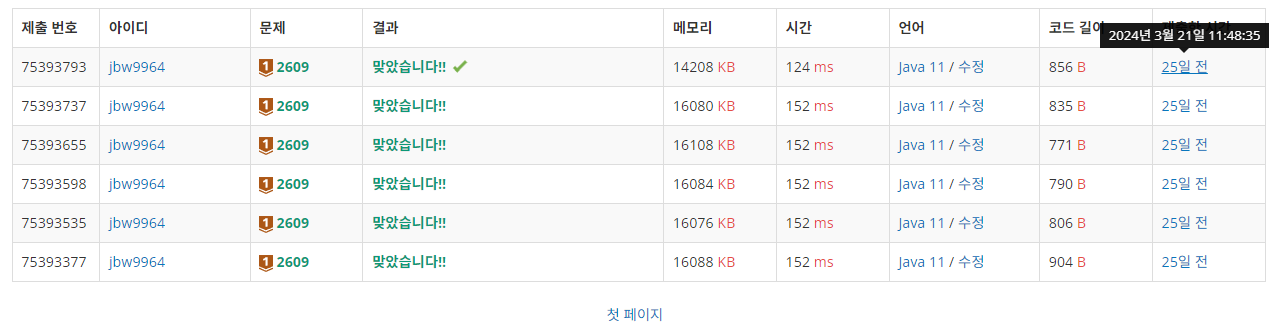 제출 번호 아이디 문제 결과 메모리 시간 언어 코드 길이
2024년 3월 21일 11:48:35
75393793 jbw9964 1 2609 맞았습니다!! 14208 KB 124 ms Java 11 / 수정 856 B 25일 전
75393737 jbw9964 1 2609 맞았습니다!! 16080 KB 152 ms Java 11 / 수정 835 B 25일 전
75393655 jbw9964 1 2609 맞았습니다!! 16108 KB 152 ms Java 11 / 수정 771 B 25일 전
75393598 jbw9964 1 2609 맞았습니다!! 16084 KB 152 ms Java 11 / 수정 790 B 25일 전
75393535 jbw9964 1 2609 맞았습니다!! 16076 KB 152 ms Java 11 / 수정 806 B 25일 전
75393377 jbw9964 1 2609 맞았습니다!! 16088 KB 152 ms Java 11 / 수정 904 B 25일 전
첫 페이지